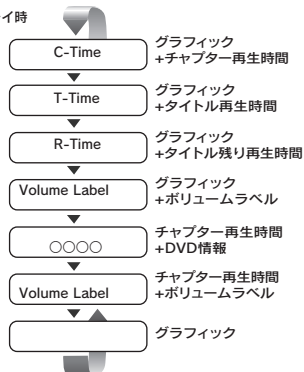 イ時
C-Time
グラフィック
+チャプター再生時間
T-Time
グラフィック
+タイトル再生時間
R-Time
グラフィック
+タイトル残り再生時間
Volume Label
グラフィック
+ボリュームラベル
○○○○
チャプター再生時間
+DVD情報
Volume Label
チャプター再生時間
+ボリュームラベル
グラフィック